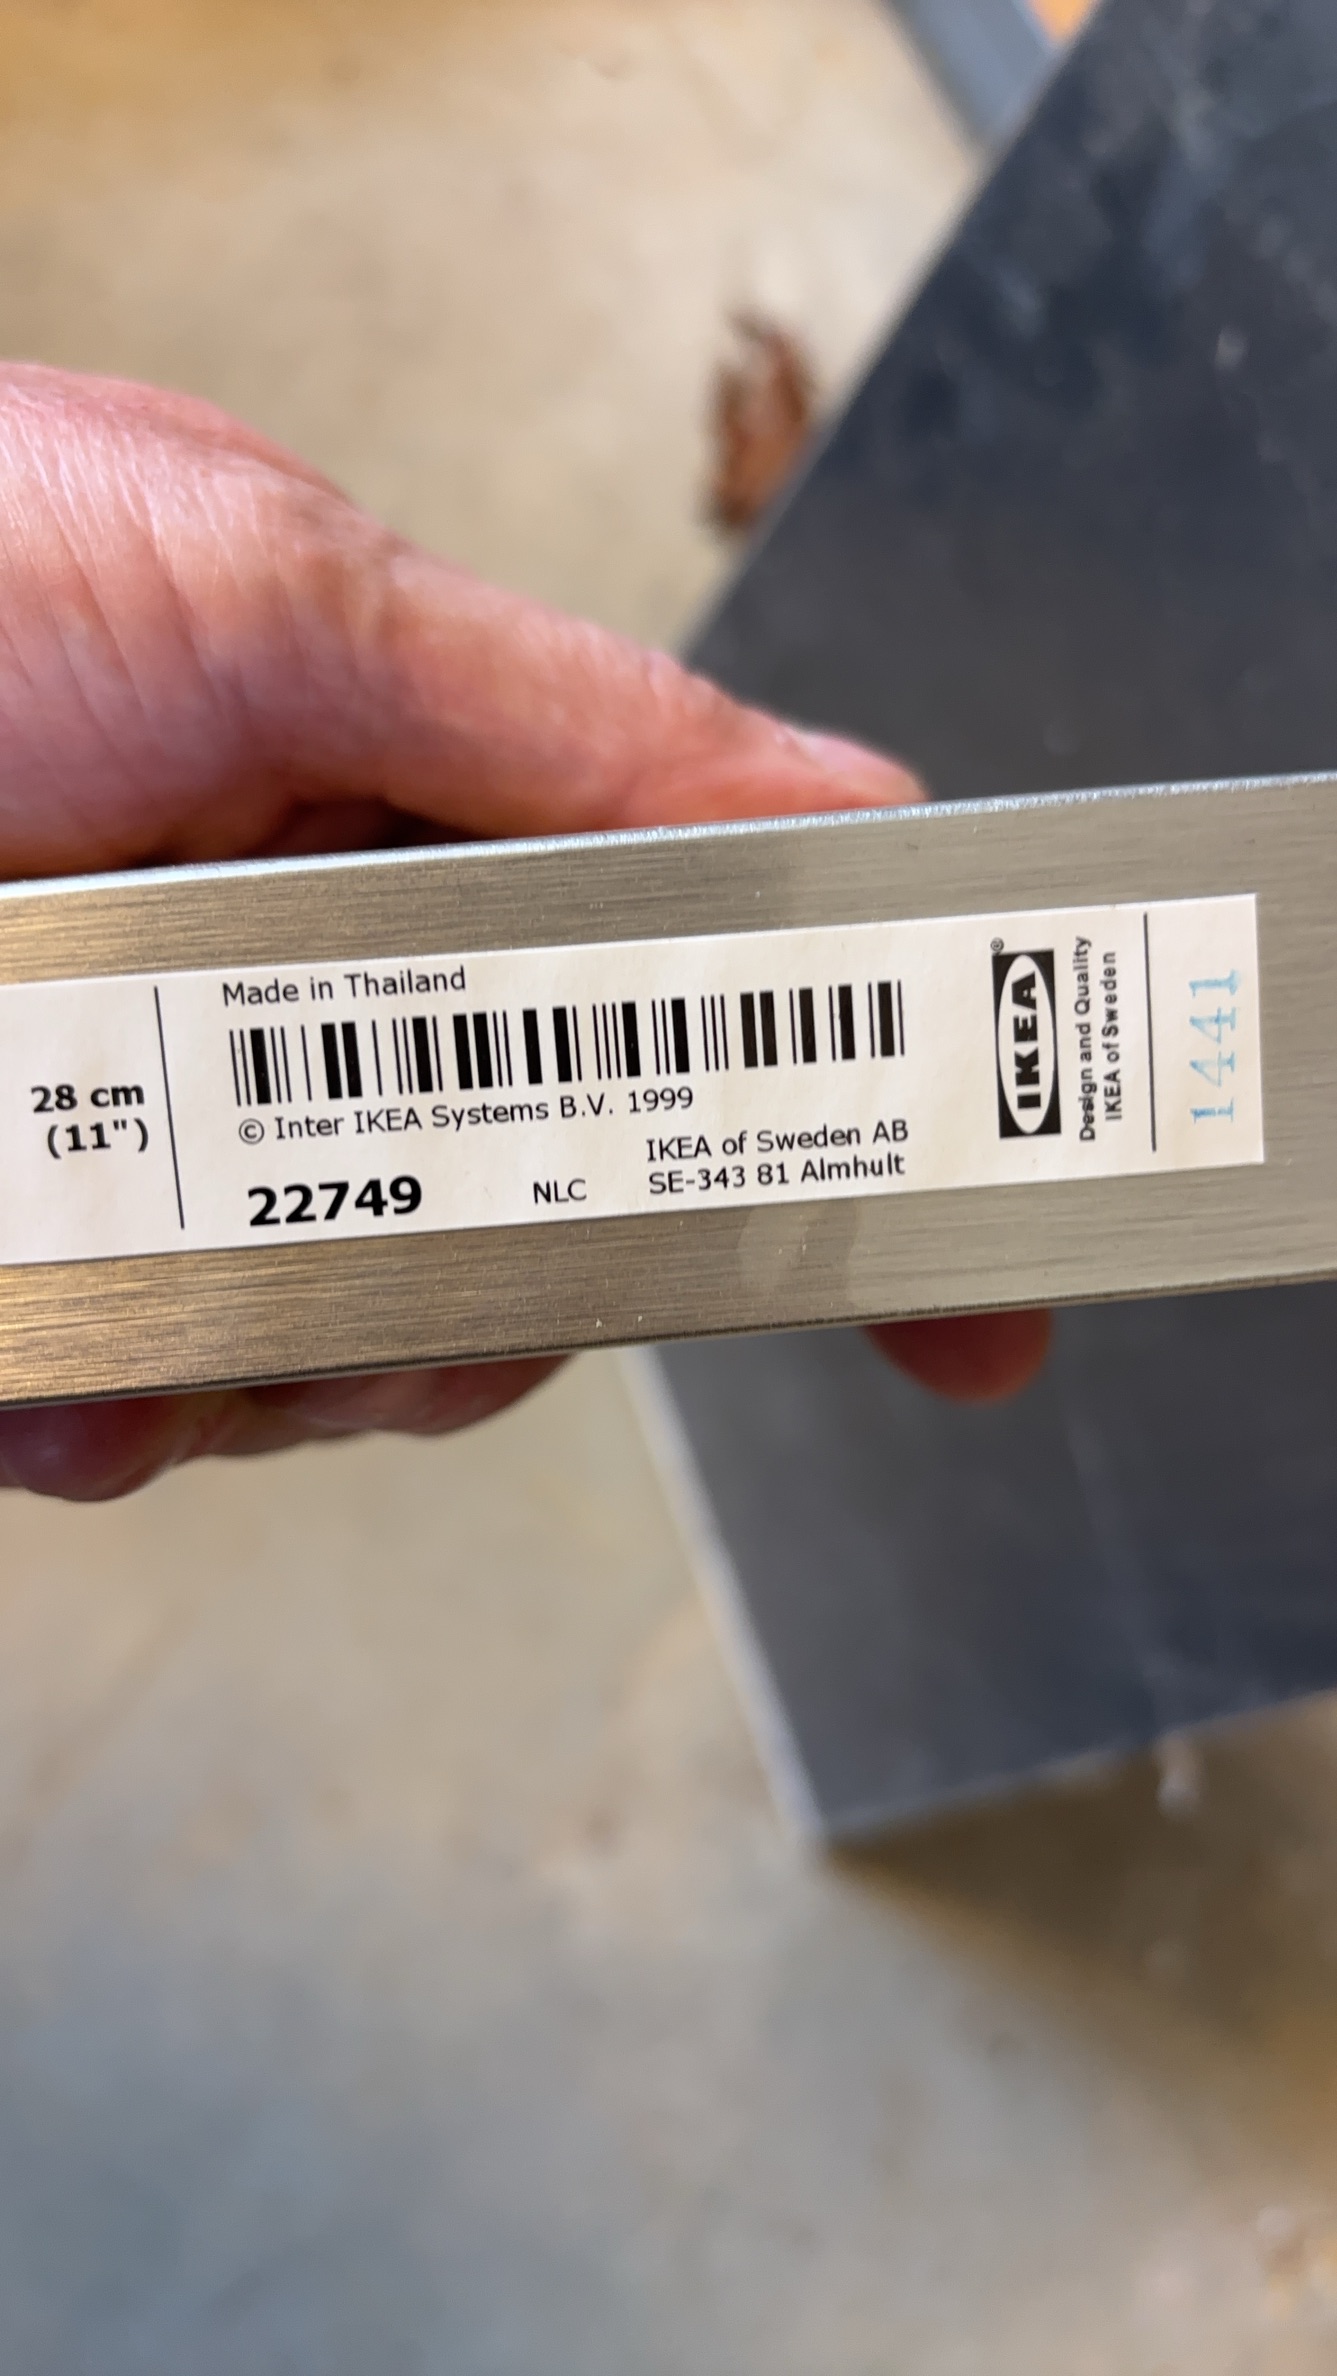 28 cm
(11")
Made in Thailand
© Inter IKEA Systems B.V. 1999
22749
NLC
IKEA of Sweden AB
SE-343 81 Almhult
IKEA®
Design and Quality
IKEA of Sweden
1441